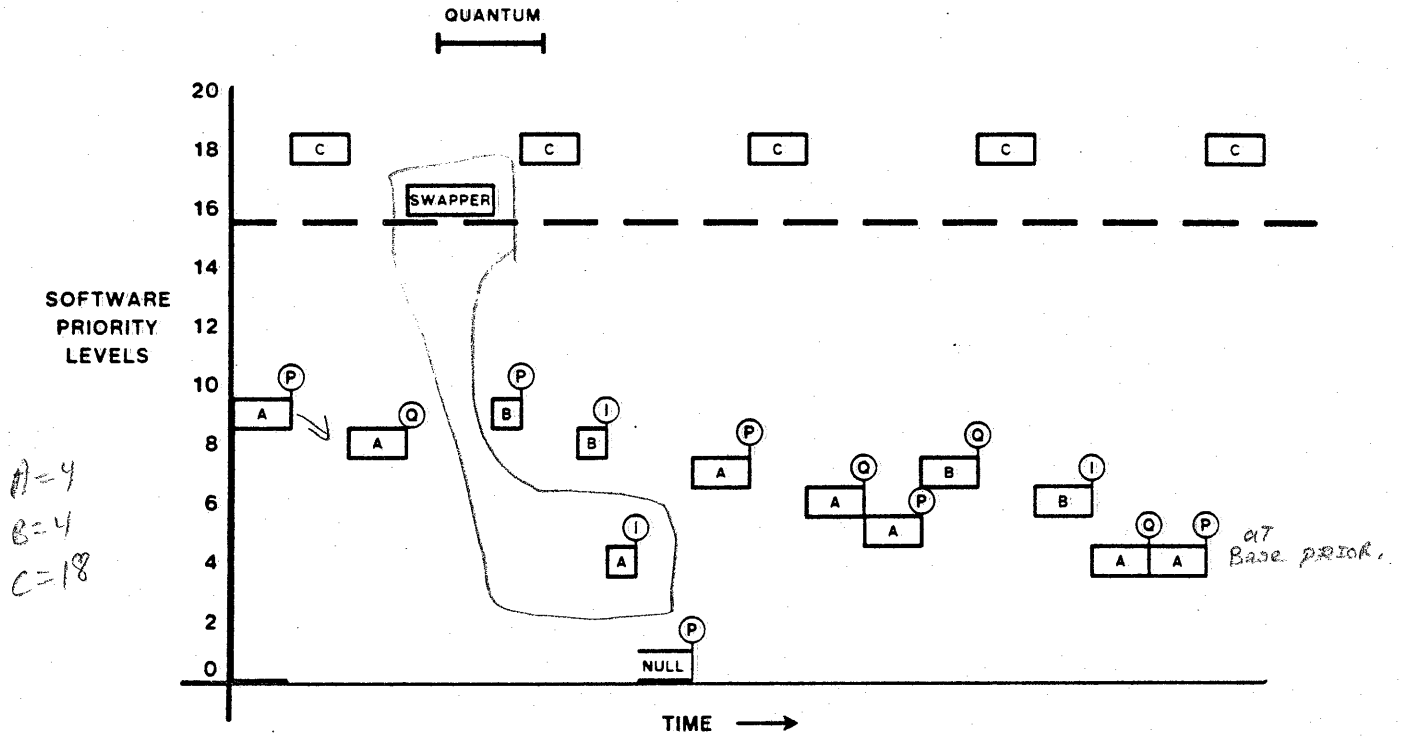 QUANTUM
20
18
C
C
C
C
C
SWAPPER
16
14
SOFTWARE
PRIORITY
LEVELS
12
10
P
P
A
B
Q
I
8
A
B
P
A
Q
Q
B
A=4
B=4
C=18
6
A
P
I
A
B
I
Q
P
4
A
A
A
at
Base PRIOR.
2
P
0
NULL
TIME